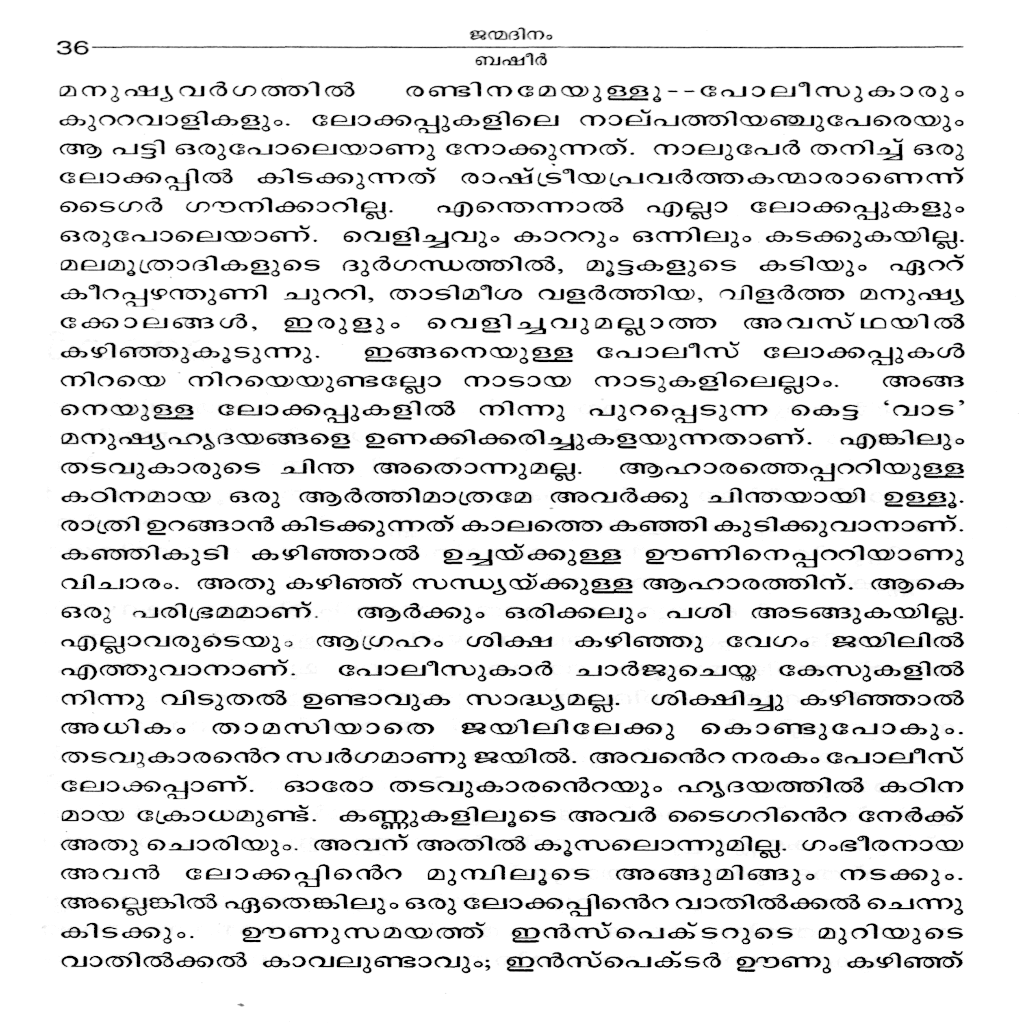 ജന്മദിനം
36
ബഷീർ
മനുഷ്യവർഗത്തിൽ രണ്ടിനമേയുള്ളൂ--പോലീസുകാരും
കുററവാളികളും. ലോക്കപ്പുകളിലെ നാല്പത്തിയഞ്ചുപേരെയും
ആ പട്ടി ഒരുപോലെയാണു നോക്കുന്നത്. നാലുപേർ തനിച്ച് ഒരു
ലോക്കപ്പിൽ കിടക്കുന്നത് രാഷ്ട്രീയപ്രവർത്തകന്മാരാണെന്ന്
ടൈഗർ ഗൗനിക്കാറില്ല. എന്തെന്നാൽ എല്ലാ ലോക്കപ്പുകളും
ഒരുപോലെയാണ്. വെളിച്ചവും കാററും ഒന്നിലും കടക്കുകയില്ല.
മലമൂത്രാദികളുടെ ദുർഗന്ധത്തിൽ, മൂട്ടകളുടെ കടിയും ഏററ്
കീറപ്പഴന്തുണി ചുററി, താടിമീശ വളർത്തിയ, വിളർത്ത മനുഷ്യ
ക്കോലങ്ങൾ, ഇരുളും വെളിച്ചവുമല്ലാത്ത അവസ്ഥയിൽ
കഴിഞ്ഞുകൂടുന്നു. ഇങ്ങനെയുള്ള പോലീസ് ലോക്കപ്പുകൾ
നിറയെ നിറയെയുണ്ടല്ലോ നാടായ നാടുകളിലെല്ലാം. അങ്ങ
നെയുള്ള ലോക്കപ്പുകളിൽ നിന്നു പുറപ്പെടുന്ന കെട്ട ‘വാട’
മനുഷ്യഹൃദയങ്ങളെ ഉണക്കിക്കരിച്ചുകളയുന്നതാണ്. എങ്കിലും
തടവുകാരുടെ ചിന്ത അതൊന്നുമല്ല. ആഹാരത്തെപ്പററിയുള്ള
കഠിനമായ ഒരു ആർത്തിമാത്രമേ അവർക്കു ചിന്തയായി ഉള്ളൂ.
രാത്രി ഉറങ്ങാൻ കിടക്കുന്നത് കാലത്തെ കഞ്ഞി കുടിക്കുവാനാണ്.
കഞ്ഞികുടി കഴിഞ്ഞാൽ ഉച്ചയ്ക്കുള്ള ഊണിനെപ്പററിയാണു
വിചാരം. അതു കഴിഞ്ഞ് സന്ധ്യയ്ക്കുള്ള ആഹാരത്തിന്. ആകെ
ഒരു പരിഭ്രമമാണ്. ആർക്കും ഒരിക്കലും പശി അടങ്ങുകയില്ല.
എല്ലാവരുടെയും ആഗ്രഹം ശിക്ഷ കഴിഞ്ഞു വേഗം ജയിലിൽ
എത്തുവാനാണ്. പോലീസുകാർ ചാർജുചെയ്ത കേസുകളിൽ
നിന്നു വിടുതൽ ഉണ്ടാവുക സാദ്ധ്യമല്ല. ശിക്ഷിച്ചു കഴിഞ്ഞാൽ
അധികം താമസിയാതെ ജയിലിലേക്കു കൊണ്ടുപോകും.
തടവുകാരൻെറ സ്വർഗമാണു ജയിൽ. അവൻെറ നരകം പോലീസ്
ലോക്കപ്പാണ്. ഓരോ തടവുകാരൻെറയും ഹൃദയത്തിൽ കഠിന
മായ ക്രോധമുണ്ട്. കണ്ണുകളിലൂടെ അവർ ടൈഗറിൻെറ നേർക്ക്
അതു ചൊരിയും. അവന് അതിൽ കൂസലൊന്നുമില്ല. ഗംഭീരനായ
അവൻ ലോക്കപ്പിൻെറ മുമ്പിലൂടെ അങ്ങുമിങ്ങും നടക്കും.
അല്ലെങ്കിൽ ഏതെങ്കിലും ഒരു ലോക്കപ്പിൻെറ വാതിൽക്കൽ ചെന്നു
കിടക്കും. ഊണുസമയത്ത് ഇൻസ്പെക്ടറുടെ മുറിയുടെ
വാതിൽക്കൽ കാവലുണ്ടാവും; ഇൻസ്പെക്ടർ ഊണു കഴിഞ്ഞ്